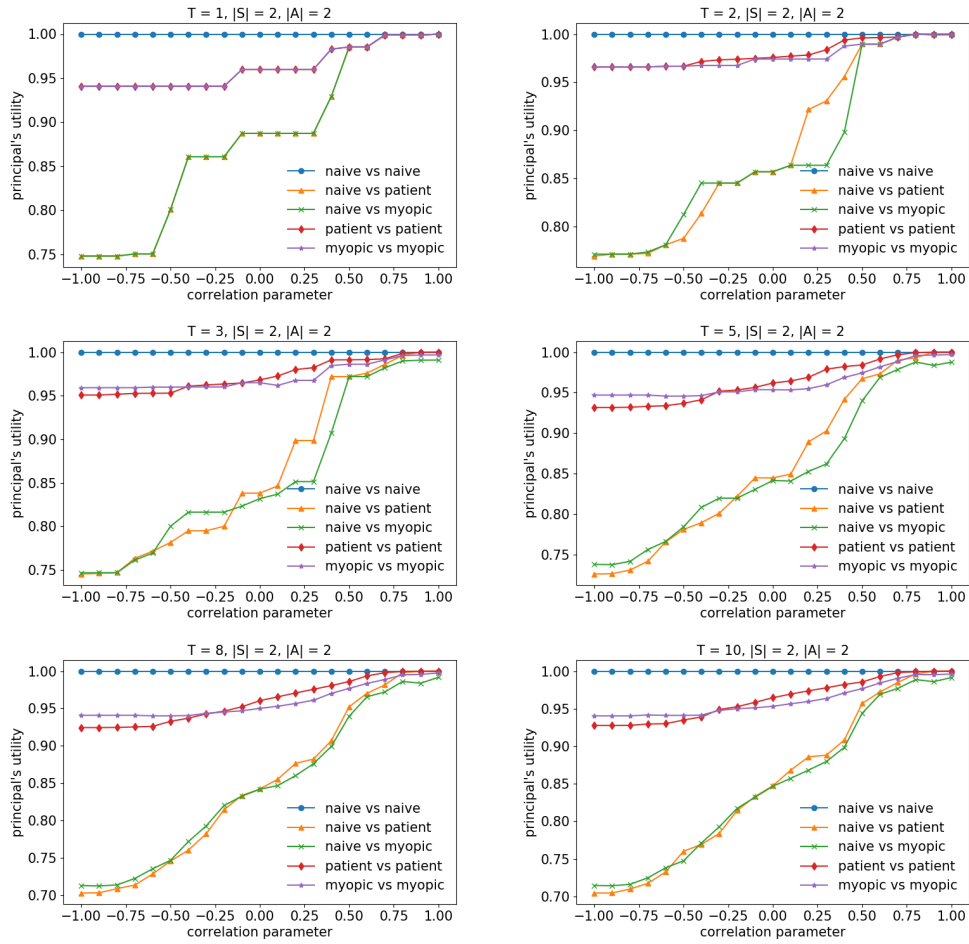 T = 1, |S| = 2, |A| = 2
principal's utility
1.00
0.95
0.90
0.85
0.80
0.75
naive vs naive
naive vs patient
naive vs myopic
patient vs patient
myopic vs myopic
−1.00 −0.75 −0.50 −0.25 0.00 0.25 0.50 0.75 1.00
correlation parameter
T = 2, |S| = 2, |A| = 2
principal's utility
1.00
0.95
0.90
0.85
0.80
naive vs naive
naive vs patient
naive vs myopic
patient vs patient
myopic vs myopic
−1.00 −0.75 −0.50 −0.25 0.00 0.25 0.50 0.75 1.00
correlation parameter
T = 3, |S| = 2, |A| = 2
principal's utility
1.00
0.95
0.90
0.85
0.80
0.75
naive vs naive
naive vs patient
naive vs myopic
patient vs patient
myopic vs myopic
−1.00 −0.75 −0.50 −0.25 0.00 0.25 0.50 0.75 1.00
correlation parameter
T = 5, |S| = 2, |A| = 2
principal's utility
1.00
0.95
0.90
0.85
0.80
0.75
naive vs naive
naive vs patient
naive vs myopic
patient vs patient
myopic vs myopic
−1.00 −0.75 −0.50 −0.25 0.00 0.25 0.50 0.75 1.00
correlation parameter
T = 8, |S| = 2, |A| = 2
principal's utility
1.00
0.95
0.90
0.85
0.80
0.75
0.70
naive vs naive
naive vs patient
naive vs myopic
patient vs patient
myopic vs myopic
−1.00 −0.75 −0.50 −0.25 0.00 0.25 0.50 0.75 1.00
correlation parameter
T = 10, |S| = 2, |A| = 2
principal's utility
1.00
0.95
0.90
0.85
0.80
0.75
0.70
naive vs naive
naive vs patient
naive vs myopic
patient vs patient
myopic vs myopic
−1.00 −0.75 −0.50 −0.25 0.00 0.25 0.50 0.75 1.00
correlation parameter